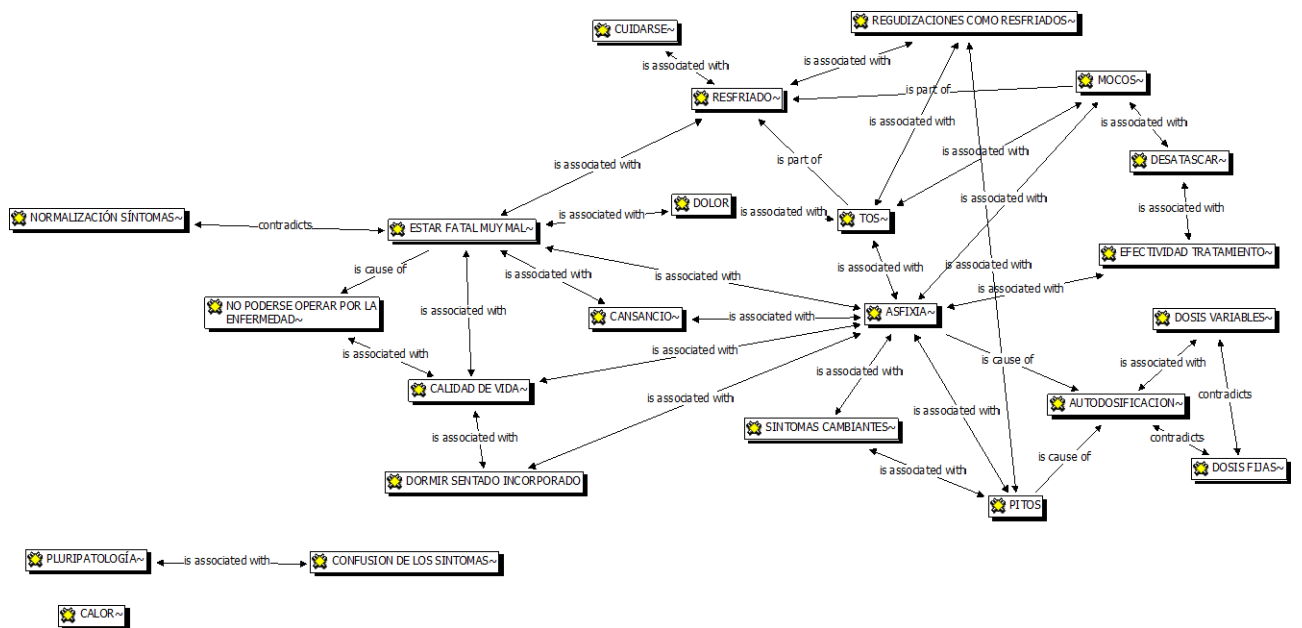 REGUDIZACIONES COMO RESFRIADOS~
CUIDARSE~
is associated with
is associated with
MOCOS~
is part of
RESFRIADO~
is associated with
is associated with
is associated with
is associated with
is part of
DESATASCAR~
is associated with
DOLOR
NORMALIZACIÓN SÍNTOMAS~
contradicts
is associated with
is associated with
TOS~
is associated with
ESTAR FATAL MUY MAL~
EFECTIVIDAD TRATAMIENTO~
is cause of
is associated with
is associated with
is associated with
is associated with
is associated with
NO PODERSE OPERAR POR LA
ENFERMEDAD~
is associated with
CANSANCIO~
is associated with
ASFIXIA~
DOSIS VARIABLES~
is associated with
is associated with
is cause of
is associated with
is associated with
CALIDAD DE VIDA~
is associated with
contradicts
AUTODOSIFICACION~
is associated with
SINTOMAS CAMBIANTES~
is associated with
contradicts
is cause of
DOSIS FIJAS~
is associated with
DORMIR SENTADO INCORPORADO
PITOS
PLURIPATOLOGÍA~
is associated with
CONFUSION DE LOS SINTOMAS~
CALOR~